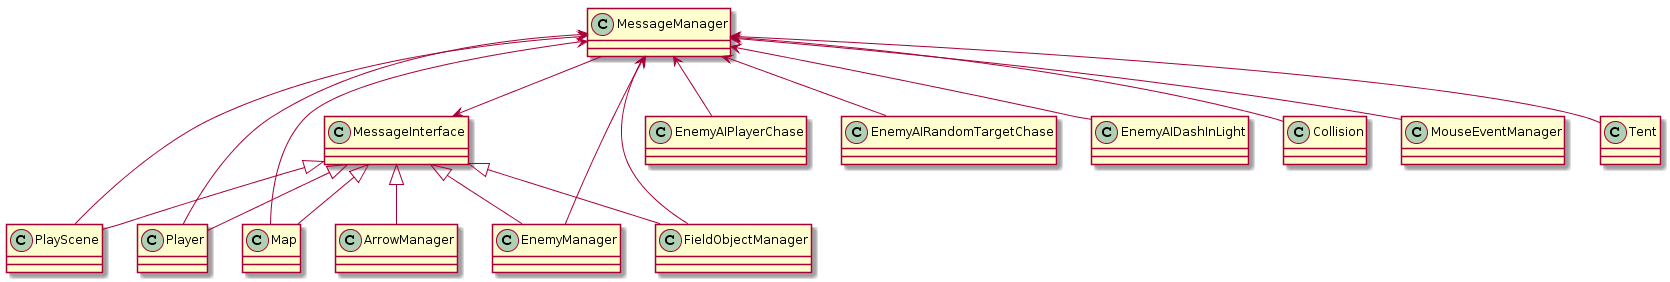 C MessageManager
C MessageInterface
C EnemyAIPlayerChase
C EnemyAIRandomTargetChase
C EnemyAIDashInLight
C Collision
C MouseEventManager
C Tent
C PlayScene
C Player
C Map
C ArrowManager
C EnemyManager
C FieldObjectManager